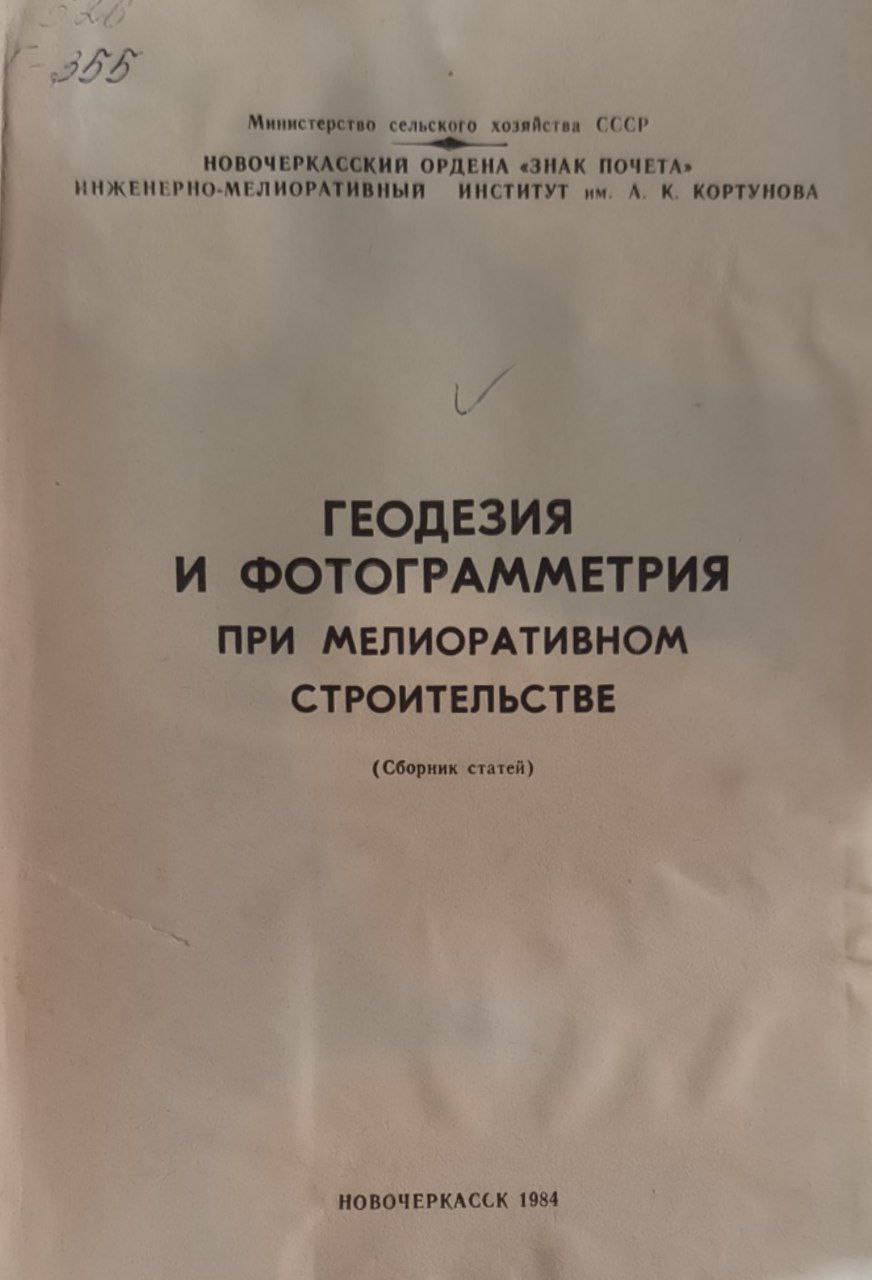 355
Министерство сельского хозяйства СССР
НОВОЧЕРКАССКИЙ ОРДЕНА «ЗНАК ПОЧЕТА»
ИНЖЕНЕРНО-МЕЛИОРАТИВНЫЙ ИНСТИТУТ им. А. К. КОРТУНОВА
ГЕОДЕЗИЯ
И ФОТОГРАММЕТРИЯ
ПРИ МЕЛИОРАТИВНОМ
СТРОИТЕЛЬСТВЕ
(Сборник статей)
НОВОЧЕРКАССК 1984